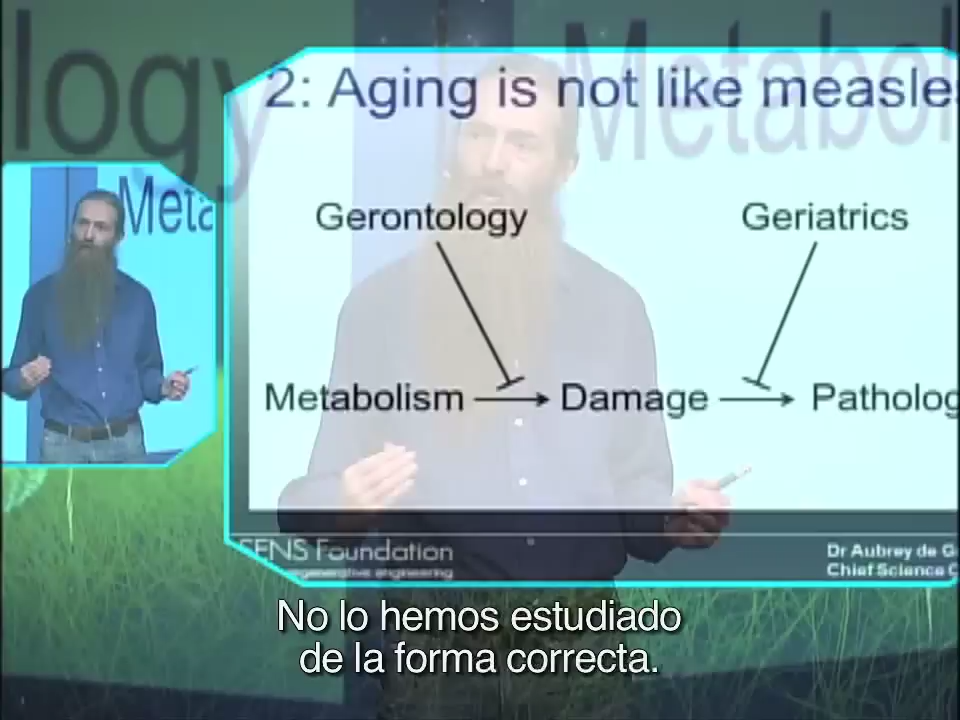 logy
Metabol
Meta
2: Aging is not like measle
Gerontology
Geriatrics
Metabolism
Damage
Patholog
SENS Foundation
Dr Aubrey de G
Chief Science O
No lo hemos estudiado
de la forma correcta.